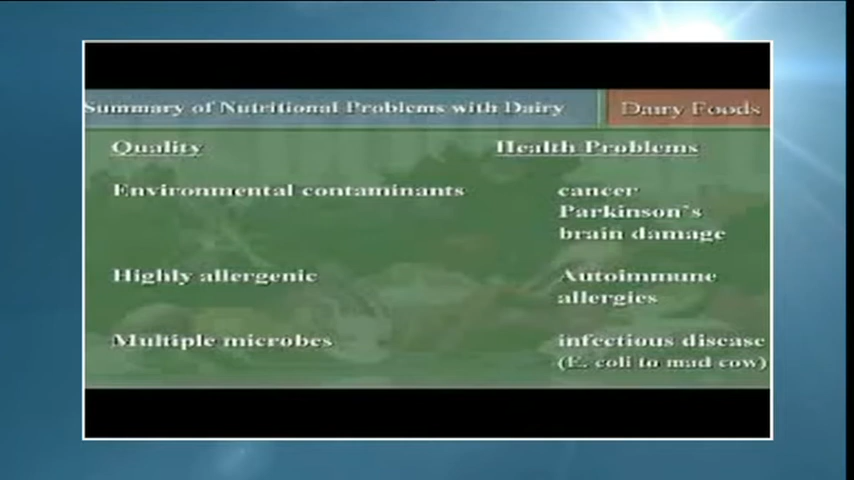 Summary of Nutritional Problems with Dairy
Dairy Foods
Quality
Health Problems
Environmental contaminants
cancer
Parkinson's
brain damage
Highly allergenic
Autoimmune
allergies
Multiple microbes
infectious disease
(E. coli to mad cow)